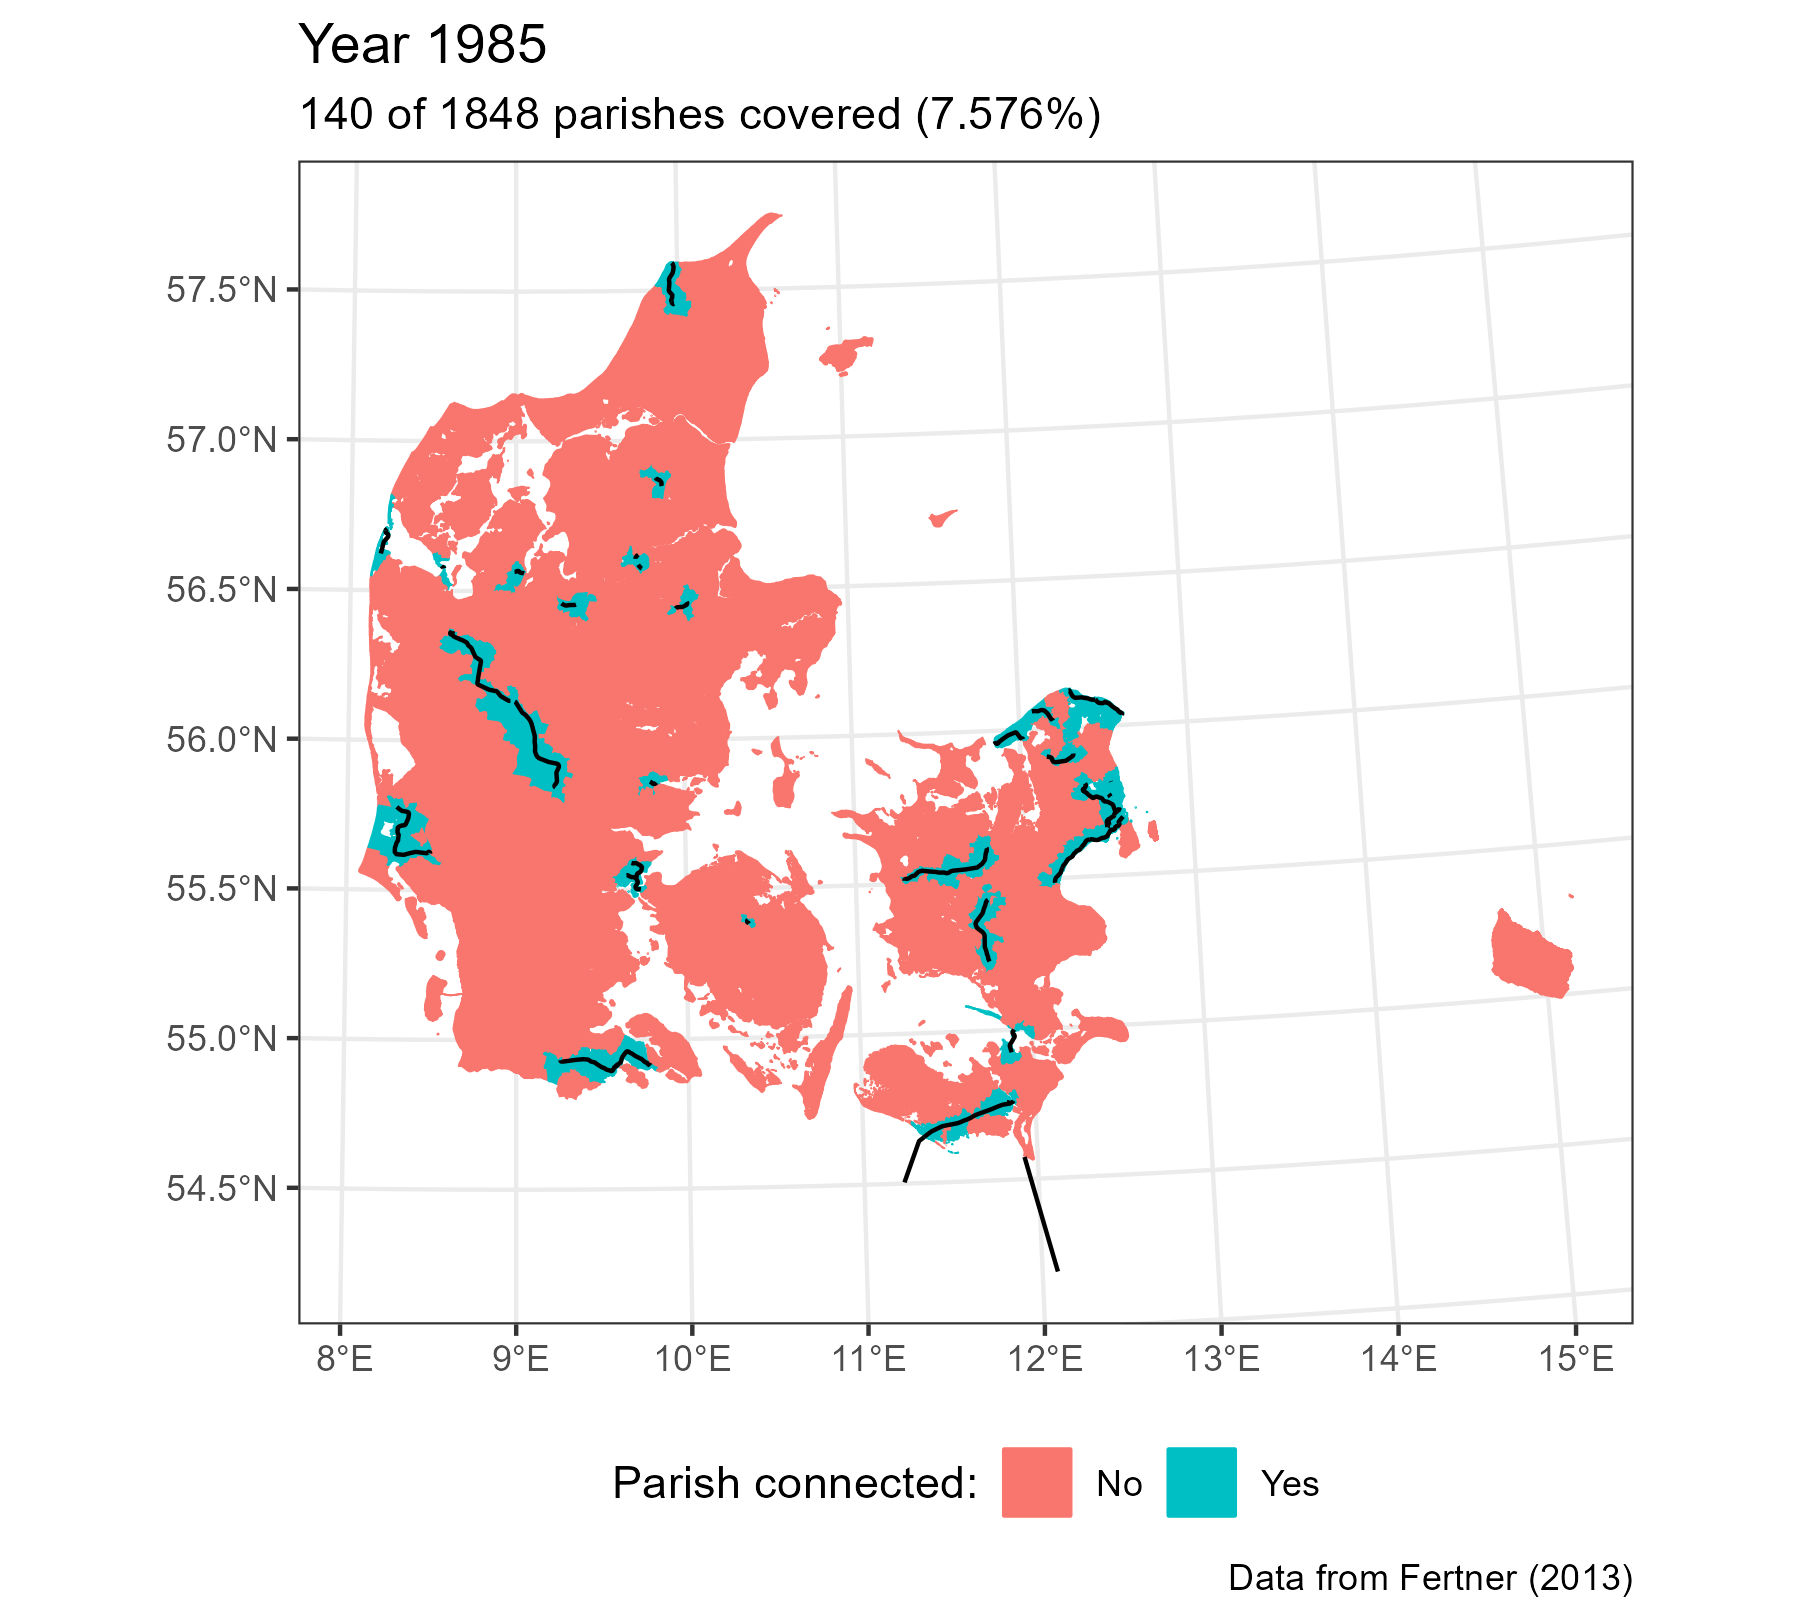 Year 1985
140 of 1848 parishes covered (7.576%)
57.5°N
57.0°N
56.5°N
56.0°N
55.5°N
55.0°N
54.5°N
8°E 9°E 10°E 11°E 12°E 13°E 14°E 15°E
Parish connected: No Yes
Data from Fertner (2013)